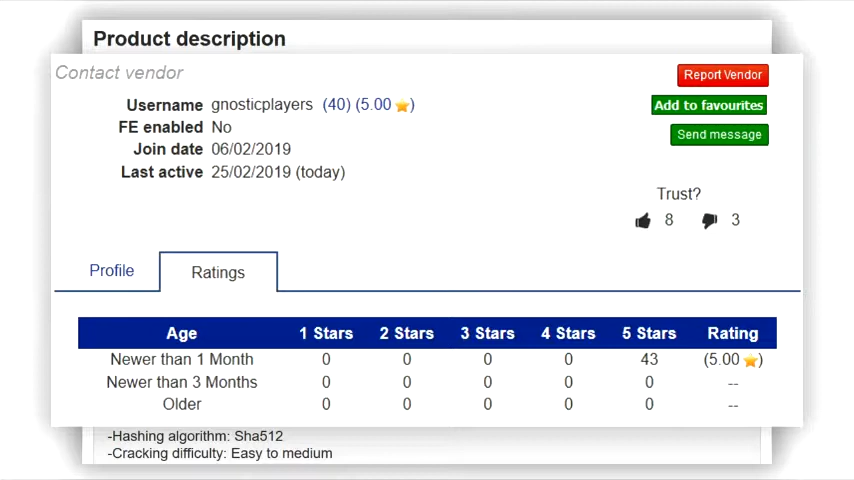 Product description
Contact vendor
Report Vendor
Username gnosticplayers (40) (5.00 ⭐)
Add to favourites
FE enabled No
Send message
Join date 06/02/2019
Last active 25/02/2019 (today)
Trust?
8 3
Profile Ratings
Age 1 Stars 2 Stars 3 Stars 4 Stars 5 Stars Rating
Newer than 1 Month 0 0 0 0 43 (5.00 ⭐)
Newer than 3 Months 0 0 0 0 0 --
Older 0 0 0 0 0 --
-Hashing algorithm: Sha512
-Cracking difficulty: Easy to medium